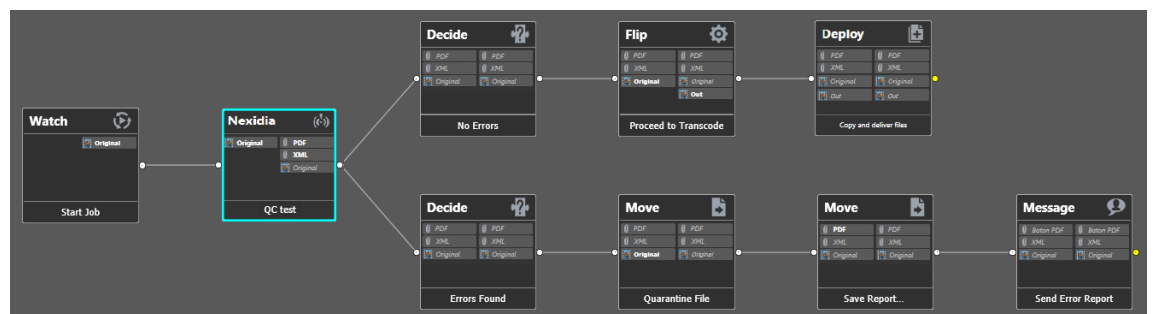 Watch
Original
Start Job
Nexidia
Original PDF
XML
Original
QC test
Decide
PDF PDF
XML XML
Original Original
No Errors
Flip
PDF PDF
XML XML
Original Original
Out
Proceed to Transcode
Deploy
PDF PDF
XML XML
Original Original
Out Out
Copy and deliver files
Decide
PDF PDF
XML XML
Original Original
Errors Found
Move
PDF PDF
XML XML
Original Original
Quarantine File
Move
PDF PDF
XML XML
Original Original
Save Report...
Message
Baton PDF Baton PDF
XML XML
Original Original
Send Error Report